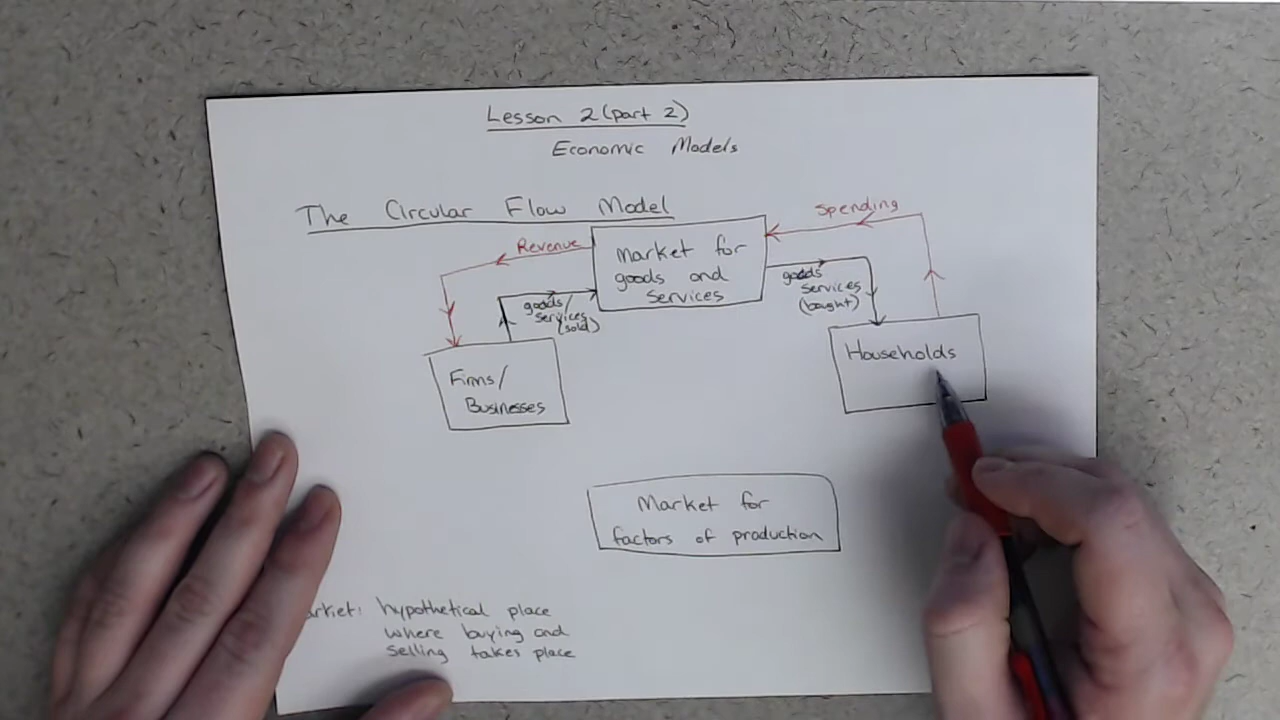 Lesson 2 (part 2)
Economic Models
The Circular Flow Model
Spending
Revenue
Market for
goods and
services
goods/
services
(sold)
goods
services
(bought)
Firms/
Businesses
Households
Market for
factors of production
hypothetical place
where buying and
selling takes place